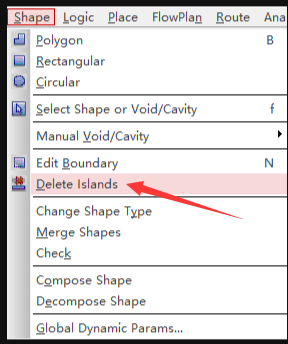 Shape Logic Place FlowPlan Route Ana
Polygon B
Rectangular
Circular
Select Shape or Void/Cavity f
Manual Void/Cavity
Edit Boundary N
Delete Islands
Change Shape Type
Merge Shapes
Check
Compose Shape
Decompose Shape
Global Dynamic Params...